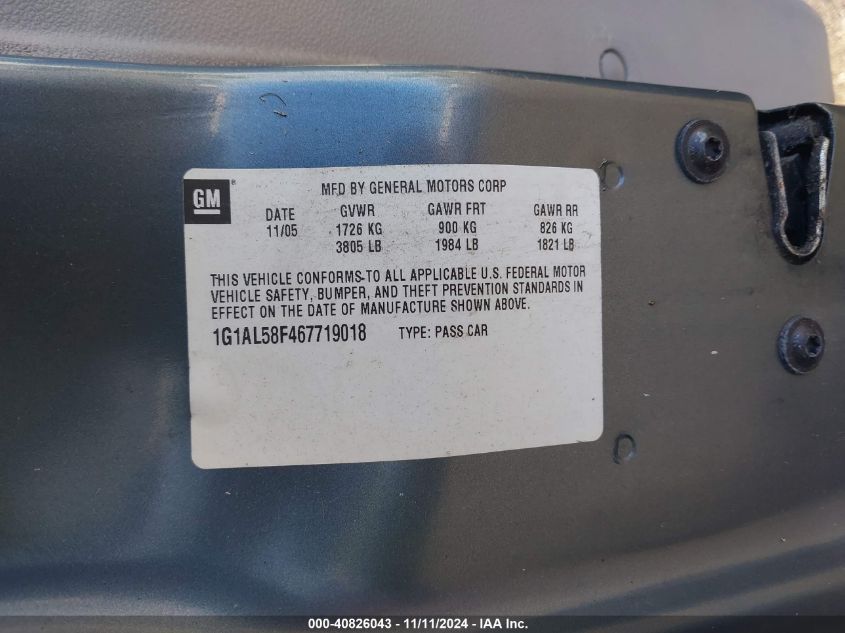 GM®
MFD BY GENERAL MOTORS CORP
DATE GVWR GAWR FRT GAWR RR
11/05 1726 KG 900 KG 826 KG
3805 LB 1984 LB 1821 LB
THIS VEHICLE CONFORMS-TO ALL APPLICABLE U.S. FEDERAL MOTOR
VEHICLE SAFETY, BUMPER, AND THEFT PREVENTION STANDARDS IN
EFFECT ON THE DATE OF MANUFACTURE SHOWN ABOVE.
1G1AL58F467719018 TYPE: PASS CAR
000-40826043 - 11/11/2024 - IAA Inc.